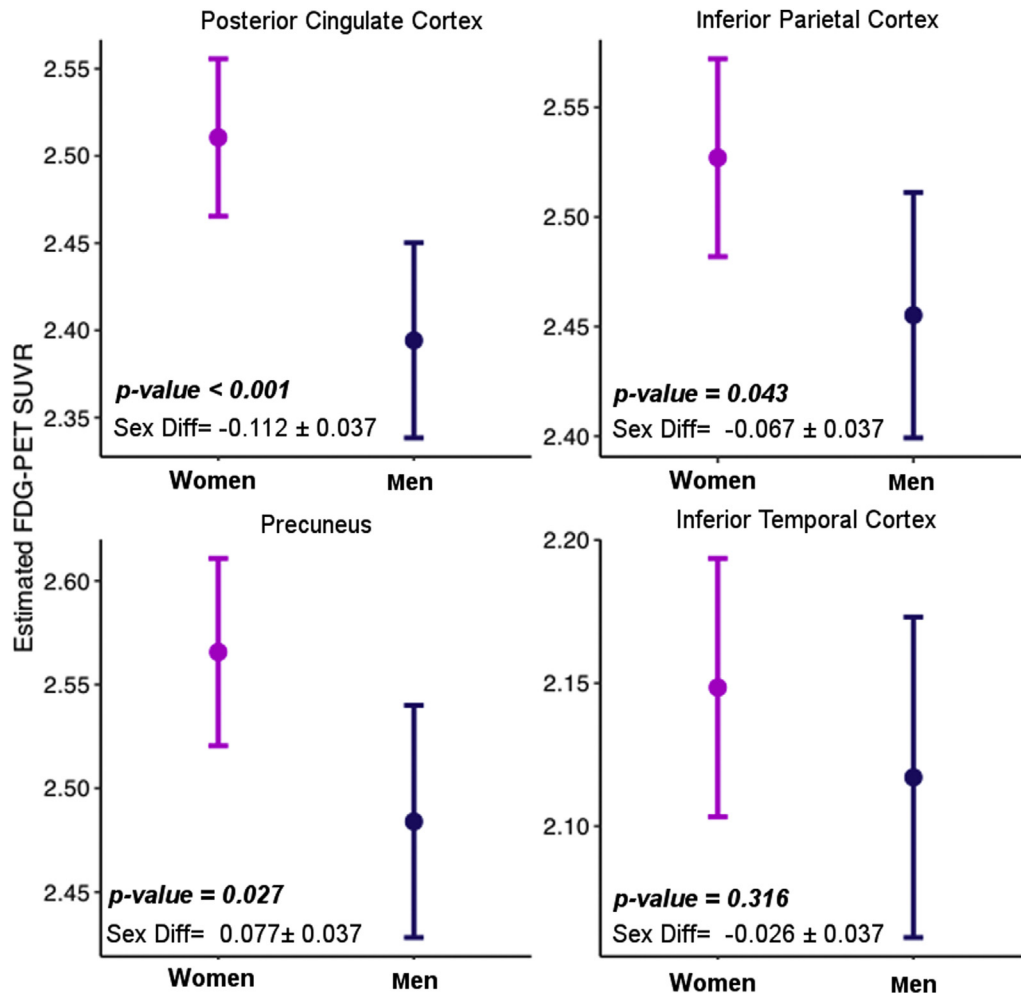 Posterior Cingulate Cortex
Inferior Parietal Cortex
Estimated FDG-PET SUVR
2.55
2.50
2.45
2.40
2.35
p-value < 0.001
Sex Diff= -0.112 ± 0.037
Women
Men
2.55
2.50
2.45
2.40
p-value = 0.043
Sex Diff= -0.067 ± 0.037
Women
Men
Precuneus
2.60
2.55
2.50
2.45
p-value = 0.027
Sex Diff= 0.077± 0.037
Women
Men
Inferior Temporal Cortex
2.20
2.15
2.10
p-value = 0.316
Sex Diff= -0.026 ± 0.037
Women
Men